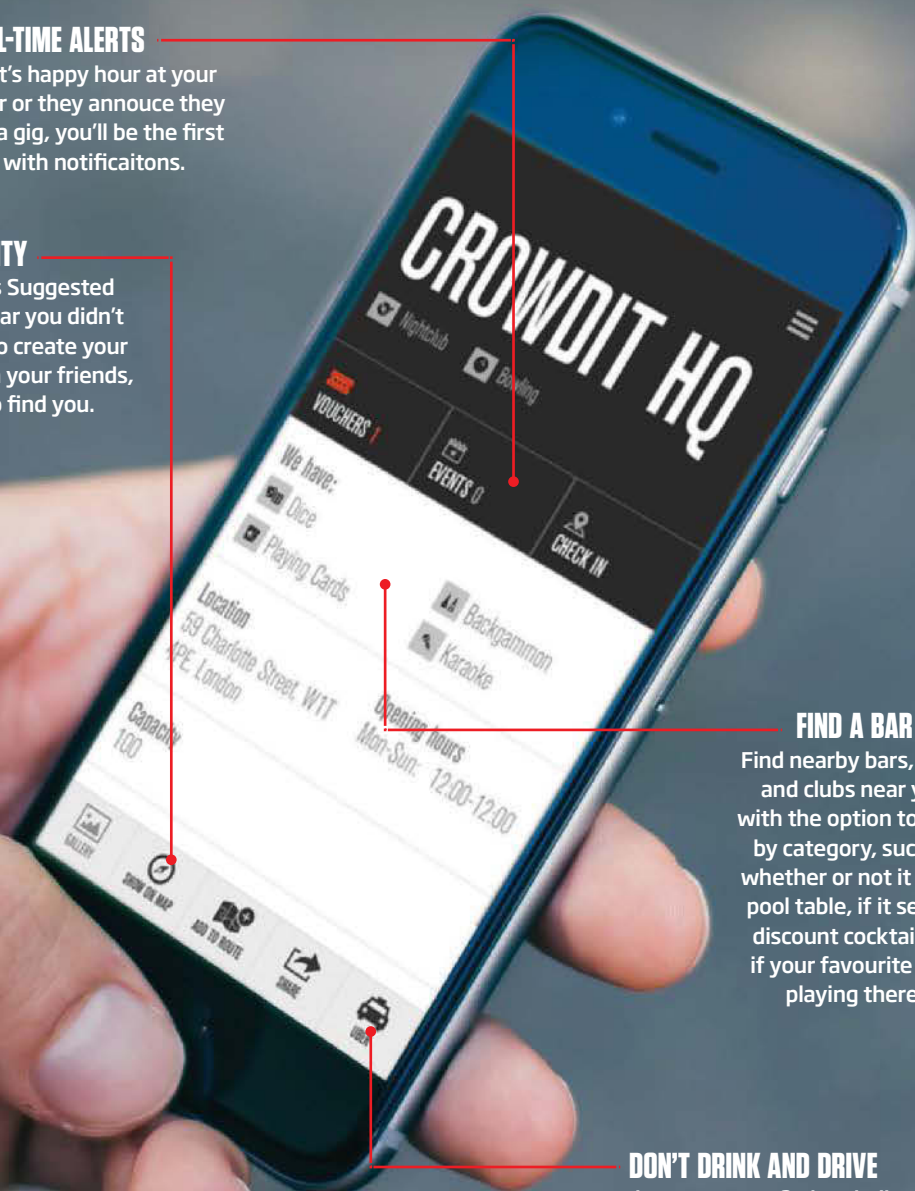 L-TIME ALERTS
t's happy hour at your
r or they annouce they
a gig, you'll be the first
with notificaitons.
ITY
s Suggested
ar you didn't
o create your
your friends,
o find you.
CROWDIT HQ
Nightclub
Bowling
VOUCHERS 1
EVENTS 0
CHECK IN
We have:
Dice
Playing Cards
Backgammon
Karaoke
Location
59 Charlotte Street, W1T
4PE, London
Opening hours
Mon-Sun: 12:00-12:00
Capacity
100
GALLERY
SHOW ON MAP
ADD TO ROUTE
SHARE
UBER
FIND A BAR
Find nearby bars,
and clubs near y
with the option to
by category, suc
whether or not it
pool table, if it se
discount cocktai
if your favourite
playing there
DON'T DRINK AND DRIVE